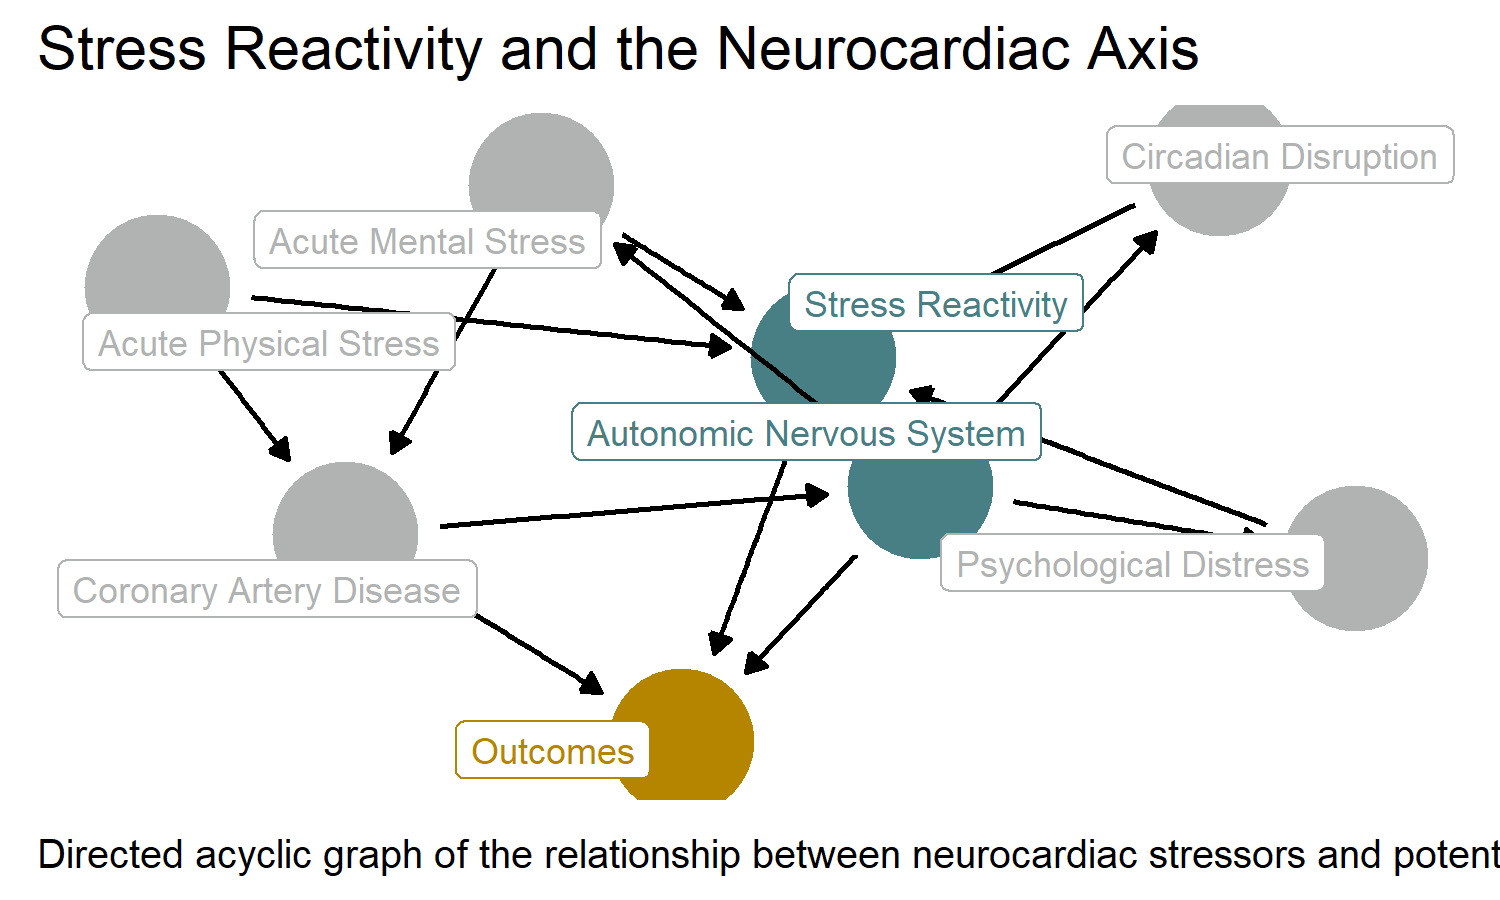 Stress Reactivity and the Neurocardiac Axis
Circadian Disruption
Acute Mental Stress
Stress Reactivity
Acute Physical Stress
Autonomic Nervous System
Psychological Distress
Coronary Artery Disease
Outcomes
Directed acyclic graph of the relationship between neurocardiac stressors and potent